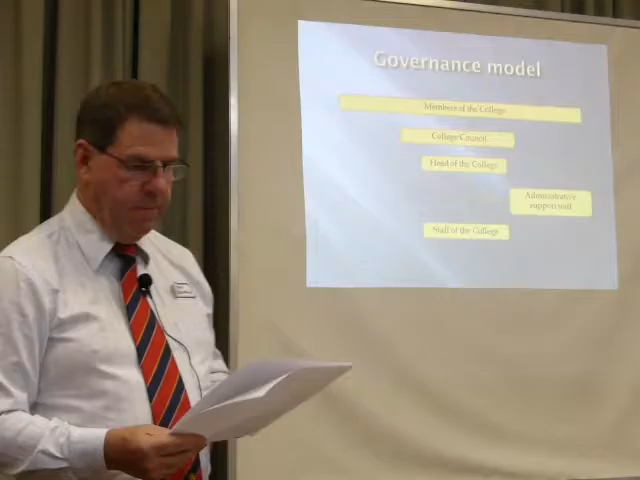 Governance model
Members of the College
College Council
Head of the College
Administrative
support staff
Staff of the College